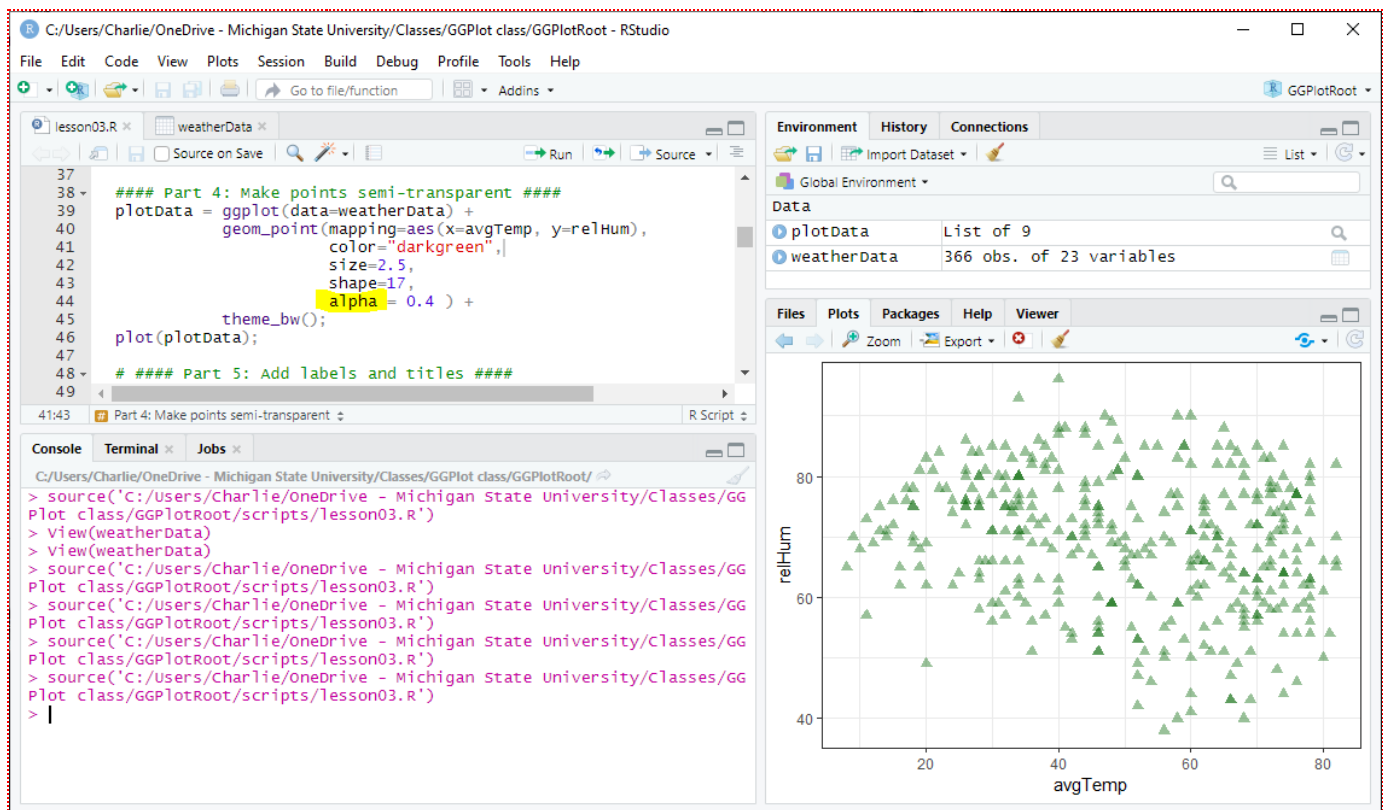 C:/Users/Charlie/OneDrive - Michigan State University/Classes/GGPlot class/GGPlotRoot - RStudio
File Edit Code View Plots Session Build Debug Profile Tools Help
Go to file/function
Addins
GGPlotRoot
lesson03.R
weatherData
Source on Save
Run
Source
37
38 #### Part 4: Make points semi-transparent ####
39 plotData = ggplot(data=weatherData) +
40 geom_point(mapping=aes(x=avgTemp, y=relHum),
41 color="darkgreen",
42 size=2.5,
43 shape=17,
44 alpha = 0.4 ) +
45 theme_bw();
46 plot(plotData);
47
48 # #### Part 5: Add labels and titles ####
49
41:43 Part 4: Make points semi-transparent R Script
Console Terminal Jobs
C:/Users/Charlie/OneDrive - Michigan State University/Classes/GGPlot class/GGPlotRoot/
> source('C:/Users/Charlie/OneDrive - Michigan State University/Classes/GG
Plot class/GGPlotRoot/scripts/lesson03.R')
> View(weatherData)
> View(weatherData)
> source('C:/Users/Charlie/OneDrive - Michigan State University/Classes/GG
Plot class/GGPlotRoot/scripts/lesson03.R')
> source('C:/Users/Charlie/OneDrive - Michigan State University/Classes/GG
Plot class/GGPlotRoot/scripts/lesson03.R')
> source('C:/Users/Charlie/OneDrive - Michigan State University/Classes/GG
Plot class/GGPlotRoot/scripts/lesson03.R')
> source('C:/Users/Charlie/OneDrive - Michigan State University/Classes/GG
Plot class/GGPlotRoot/scripts/lesson03.R')
>
Environment History Connections
Import Dataset
List
Global Environment
Data
plotData List of 9
weatherData 366 obs. of 23 variables
Files Plots Packages Help Viewer
Zoom Export
80
60
40
relHum
20 40 60 80
avgTemp